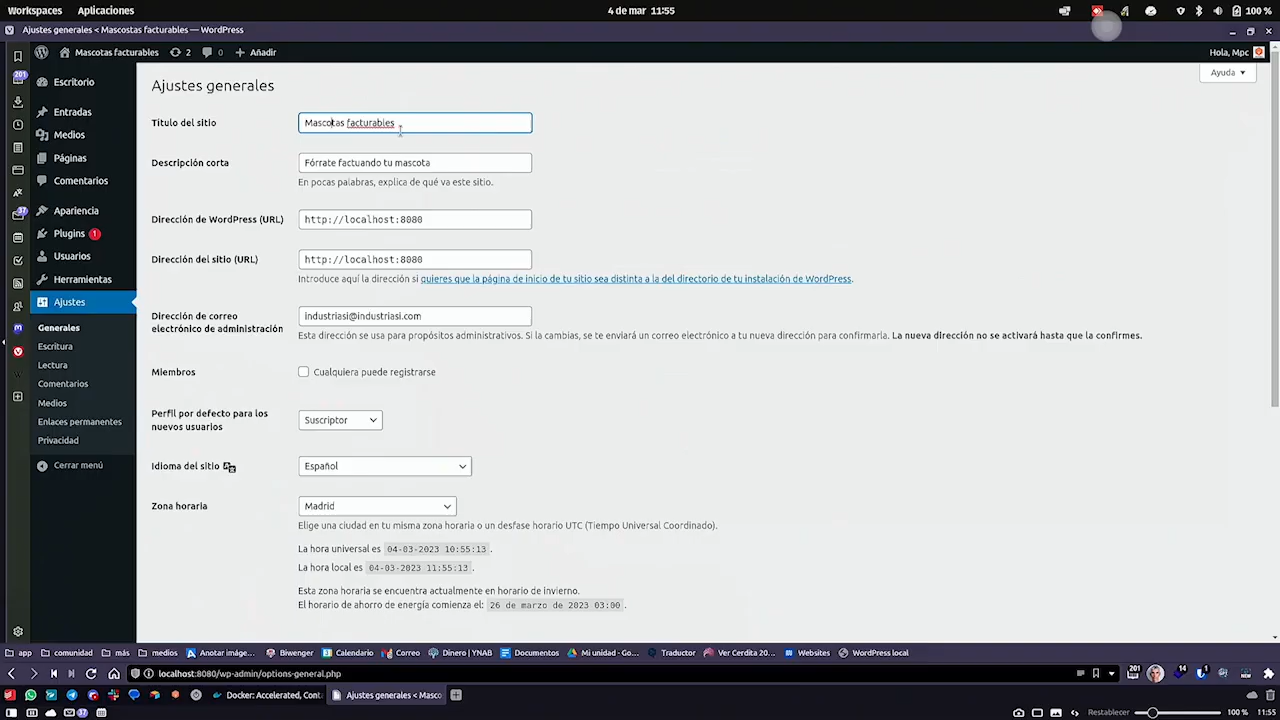 Workspaces Aplicaciones 4 de mar 11:55 100 %
Ajustes generales < Mascostas facturables — WordPress
Mascostas facturables 2 0 Añadir Hola, Mpc
Ayuda
201
37
Escritorio
Entradas
Medios
Páginas
Comentarios
Apariencia
Plugins 1
Usuarios
Herramientas
Ajustes
Generales
Escritura
Lectura
Comentarios
Medios
Enlaces permanentes
Privacidad
Cerrar menú
Ajustes generales
Título del sitio Mascotas facturables
Descripción corta Fórrate factuando tu mascota
En pocas palabras, explica de qué va este sitio.
Dirección de WordPress (URL) http://localhost:8080
Dirección del sitio (URL) http://localhost:8080
Introduce aquí la dirección si quieres que la página de inicio de tu sitio sea distinta a la del directorio de tu instalación de WordPress.
Dirección de correo
electrónico de administración industriasi@industriasi.com
Esta dirección se usa para propósitos administrativos. Si la cambias, se te enviará un correo electrónico a tu nueva dirección para confirmarla. La nueva dirección no se activará hasta que la confirmes.
Miembros Cualquiera puede registrarse
Perfil por defecto para los
nuevos usuarios Suscriptor
Idioma del sitio Español
Zona horaria Madrid
Elige una ciudad en tu misma zona horaria o un desfase horario UTC (Tiempo Universal Coordinado).
La hora universal es 04-03-2023 10:55:13 .
La hora local es 04-03-2023 11:55:13 .
Esta zona horaria se encuentra actualmente en horario de invierno.
El horario de ahorro de energía comienza el: 26 de marzo de 2023 03:00 .
app comunidad más medios Anotar imáge... Biwenger Calendario Correo Dinero | YNAB Documentos Mi unidad - Go... Traductor Ver Cerdita 20... Websites WordPress local
localhost:8080/wp-admin/options-general.php 201 14 1
Docker: Accelerated, Cont Ajustes generales < Masco
37 Restablecer 100 % 11:55